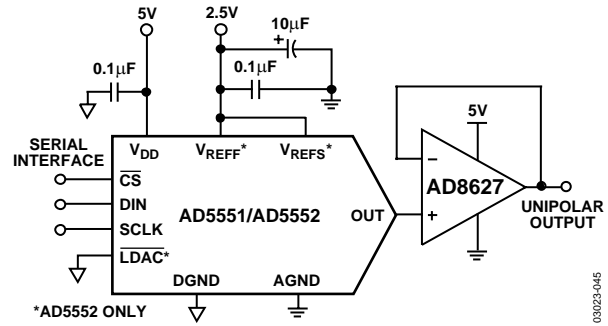 5V
2.5V
10μF
+
0.1μF
0.1μF
SERIAL
INTERFACE
VDD
VREFF*
VREFS*
5V
CS
DIN
SCLK
LDAC*
AD5551/AD5552
OUT
−
+
AD8627
UNIPOLAR
OUTPUT
DGND
AGND
*AD5552 ONLY
03023-045